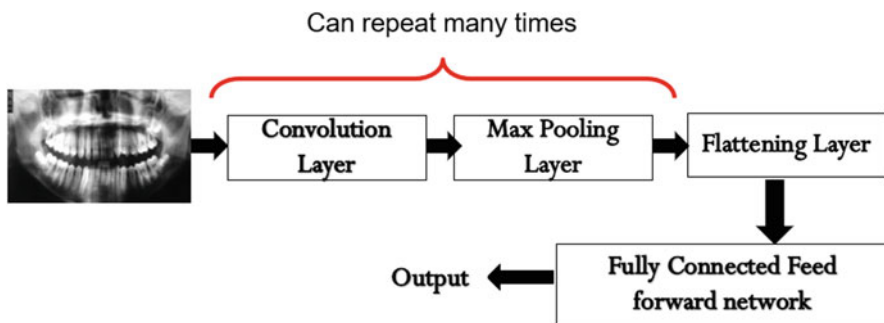 Can repeat many times
Convolution
Layer
Max Pooling
Layer
Flattening Layer
Fully Connected Feed
forward network
Output